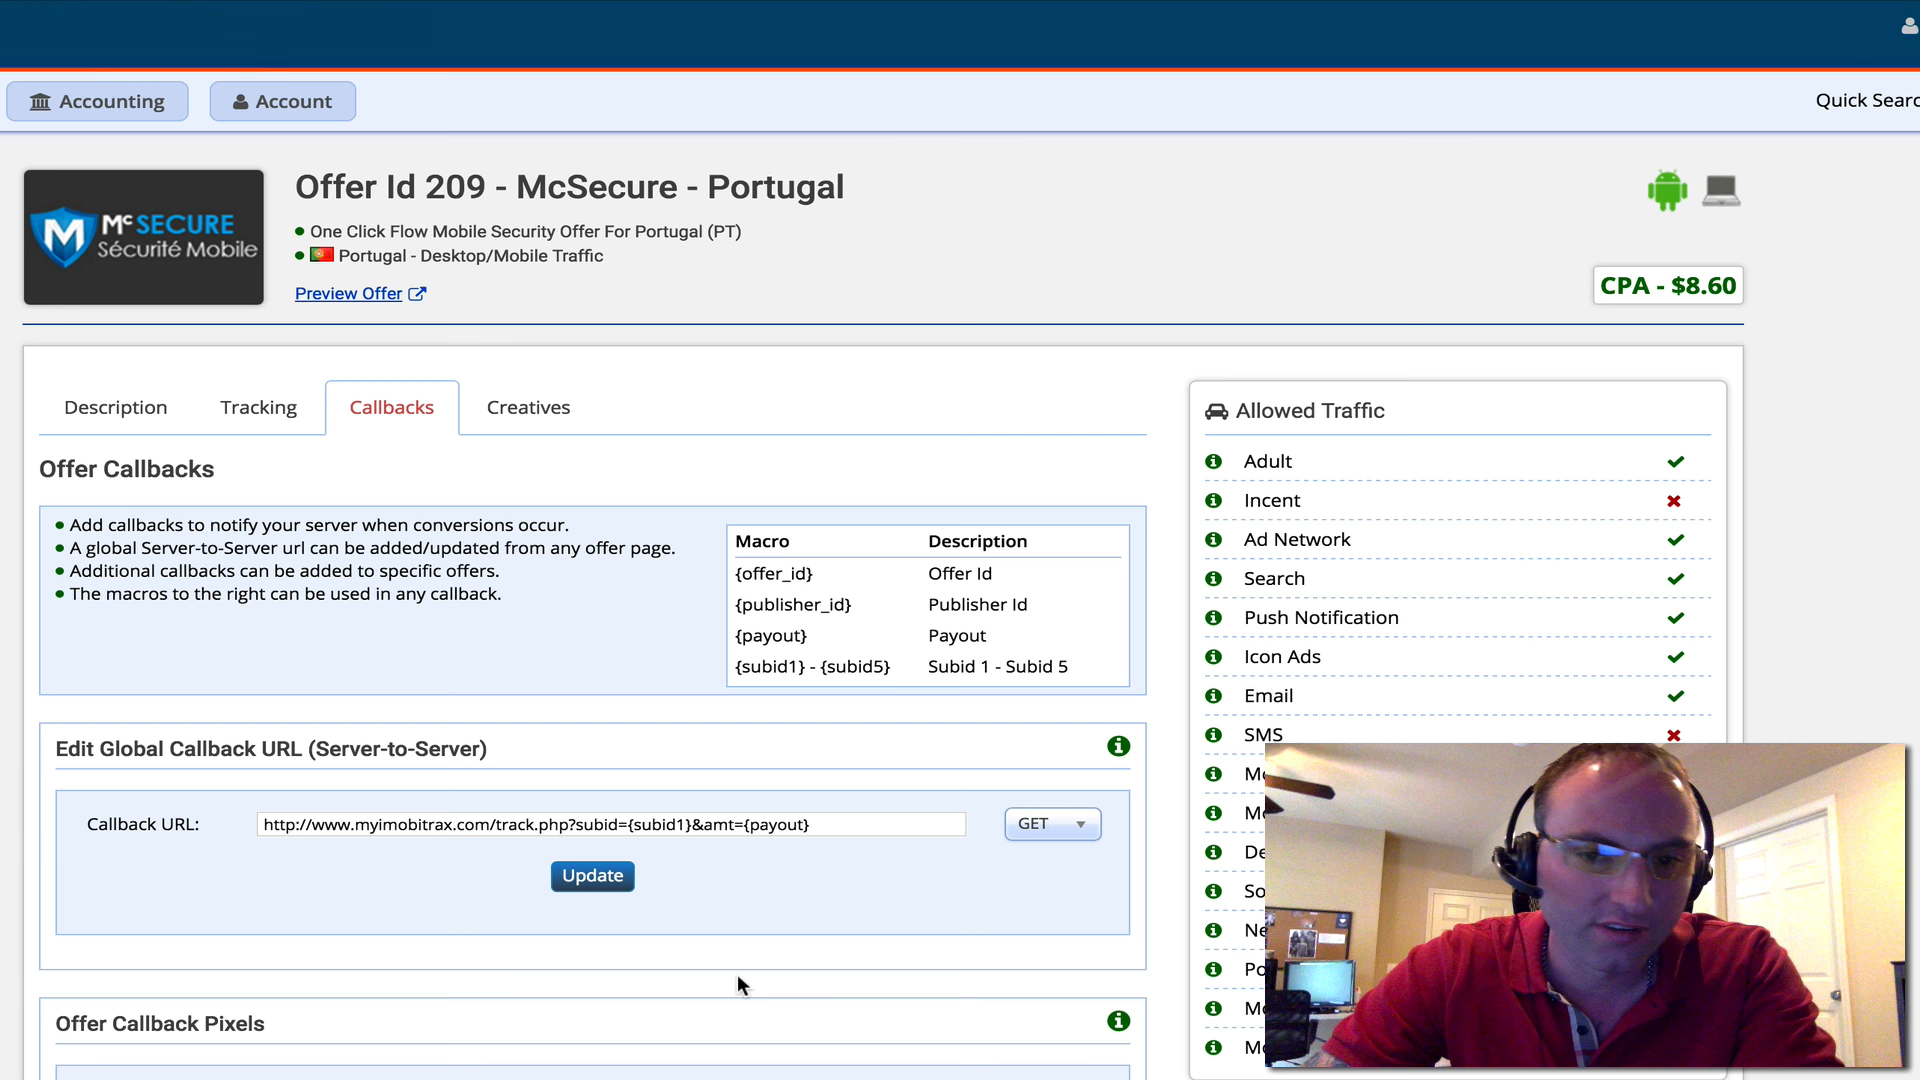 Accounting
Account
Quick Searc
Mc SECURE
Sécurité Mobile
Offer Id 209 - McSecure - Portugal
One Click Flow Mobile Security Offer For Portugal (PT)
Portugal - Desktop/Mobile Traffic
Preview Offer
CPA - $8.60
Description Tracking Callbacks Creatives
Offer Callbacks
Add callbacks to notify your server when conversions occur.
A global Server-to-Server url can be added/updated from any offer page.
Additional callbacks can be added to specific offers.
The macros to the right can be used in any callback.
Macro Description
{offer_id} Offer Id
{publisher_id} Publisher Id
{payout} Payout
{subid1} - {subid5} Subid 1 - Subid 5
Edit Global Callback URL (Server-to-Server)
Callback URL: http://www.myimobitrax.com/track.php?subid={subid1}&amt={payout} GET
Update
Offer Callback Pixels
Allowed Traffic
Adult
Incent
Ad Network
Search
Push Notification
Icon Ads
Email
SMS